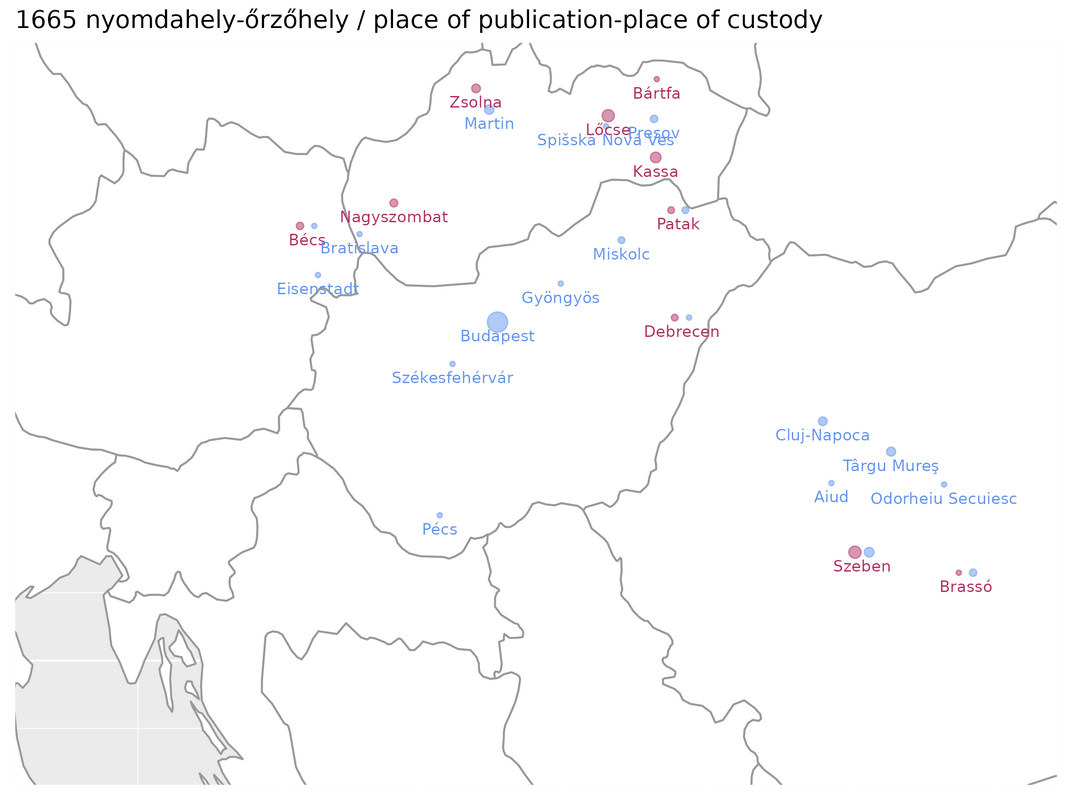 1665 nyomdahely-őrzőhely / place of publication-place of custody
Bártfa
Zsolna
Martin
Lőcse
Presov
Spišska Nová Ves
Kassa
Nagyszombat
Patak
Bécs
Bratislava
Miskolc
Eisenstadt
Gyöngyös
Debrecen
Budapest
Székesfehérvár
Cluj-Napoca
Târgu Mureş
Aiud
Odorheiu Secuiesc
Pécs
Szeben
Brassó